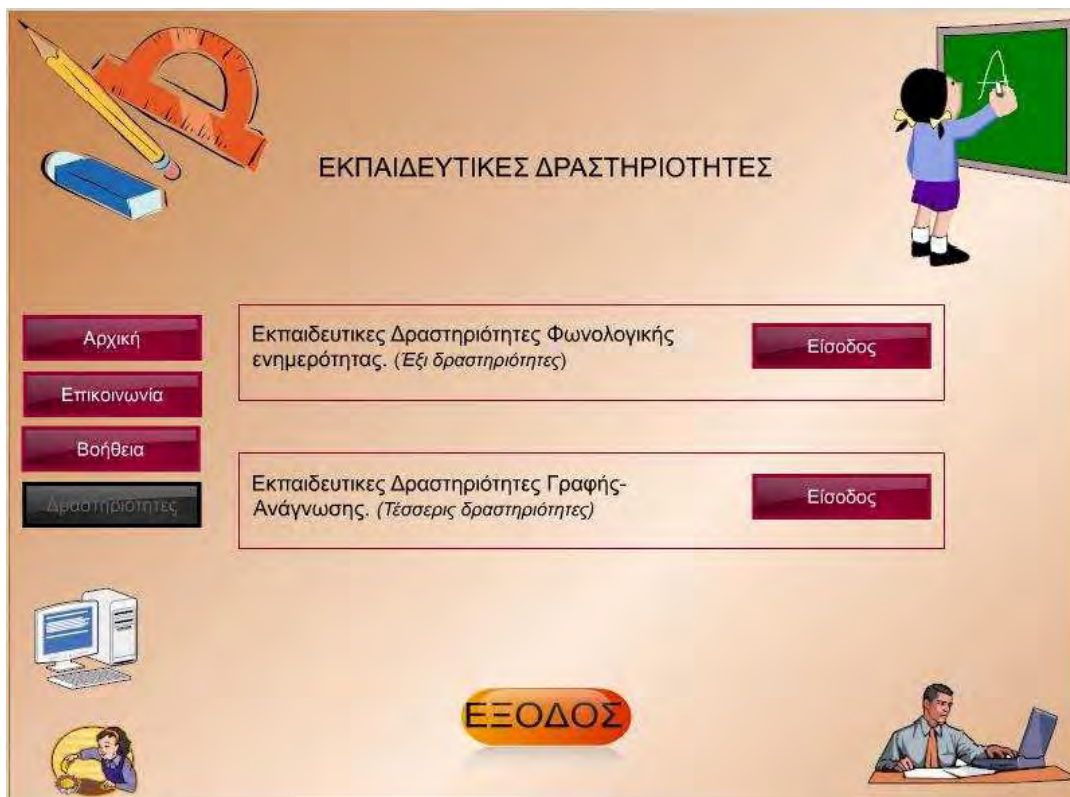 A
ΕΚΠΑΙΔΕΥΤΙΚΕΣ ΔΡΑΣΤΗΡΙΟΤΗΤΕΣ
Αρχική
Επικοινωνία
Βοήθεια
Δραστηριότητες
Εκπαιδευτικες Δραστηριότητες Φωνολογικής
ενημερότητας. (Έξι δραστηριότητες)
Είσοδος
Εκπαιδευτικες Δραστηριότητες Γραφής-
Ανάγνωσης. (Τέσσερις δραστηριότητες)
Είσοδος
ΕΞΟΔΟΣ